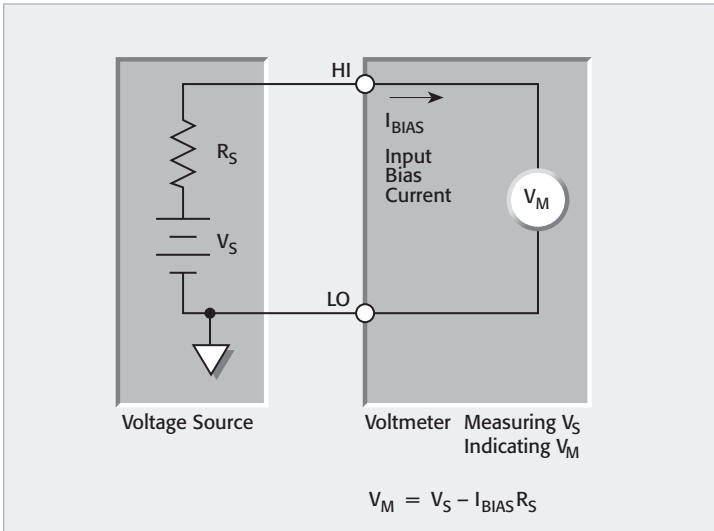 HI
I_BIAS
Input
Bias
Current
R_S
V_S
V_M
LO
Voltage Source
Voltmeter Measuring V_S
Indicating V_M
V_M = V_S – I_BIAS R_S